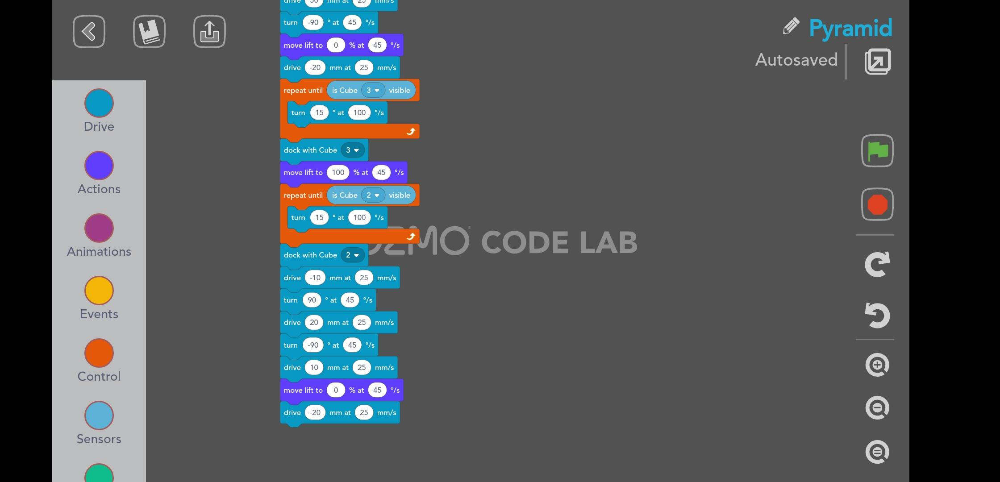 drive 50 mm at 25 mm/s
turn -90 ° at 45 °/s
move lift to 0 % at 45 °/s
drive -20 mm at 25 mm/s
repeat until is Cube 3 visible
turn 15 ° at 100 °/s
dock with Cube 3
move lift to 100 % at 45 °/s
repeat until is Cube 2 visible
turn 15 ° at 100 °/s
dock with Cube 2
drive -10 mm at 25 mm/s
turn 90 ° at 45 °/s
drive 20 mm at 25 mm/s
turn -90 ° at 45 °/s
drive 10 mm at 25 mm/s
move lift to 0 % at 45 °/s
drive -20 mm at 25 mm/s
Pyramid
Autosaved
Drive
Actions
Animations
Events
Control
Sensors
OZMO® CODE LAB